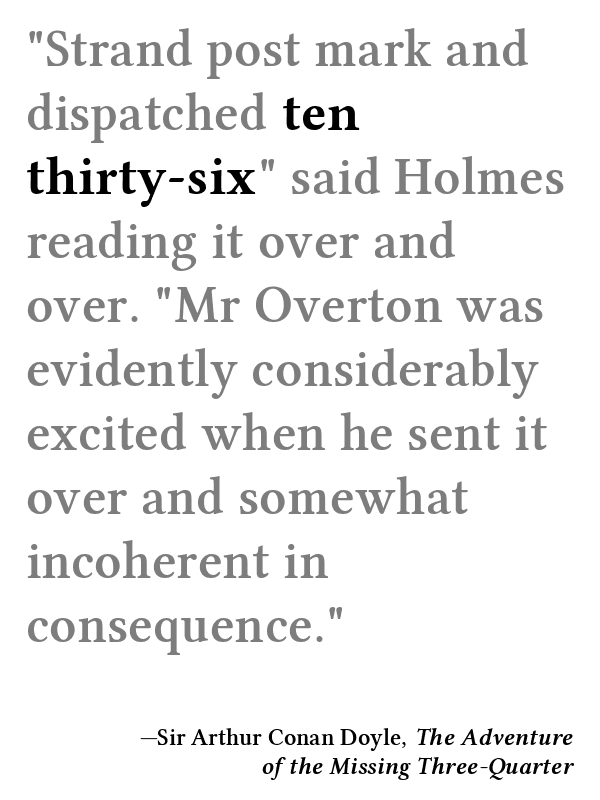 "Strand post mark and
dispatched ten
thirty-six" said Holmes
reading it over and
over. "Mr Overton was
evidently considerably
excited when he sent it
over and somewhat
incoherent in
consequence."
—Sir Arthur Conan Doyle, The Adventure
of the Missing Three-Quarter